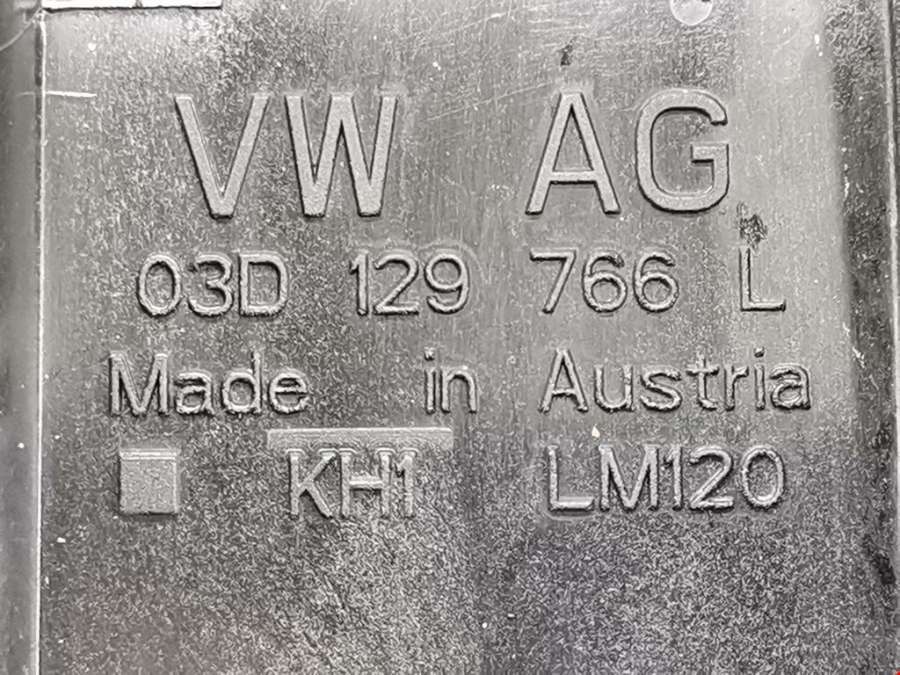 VW AG
03D 129 766 L
Made in Austria
KH1 LM120